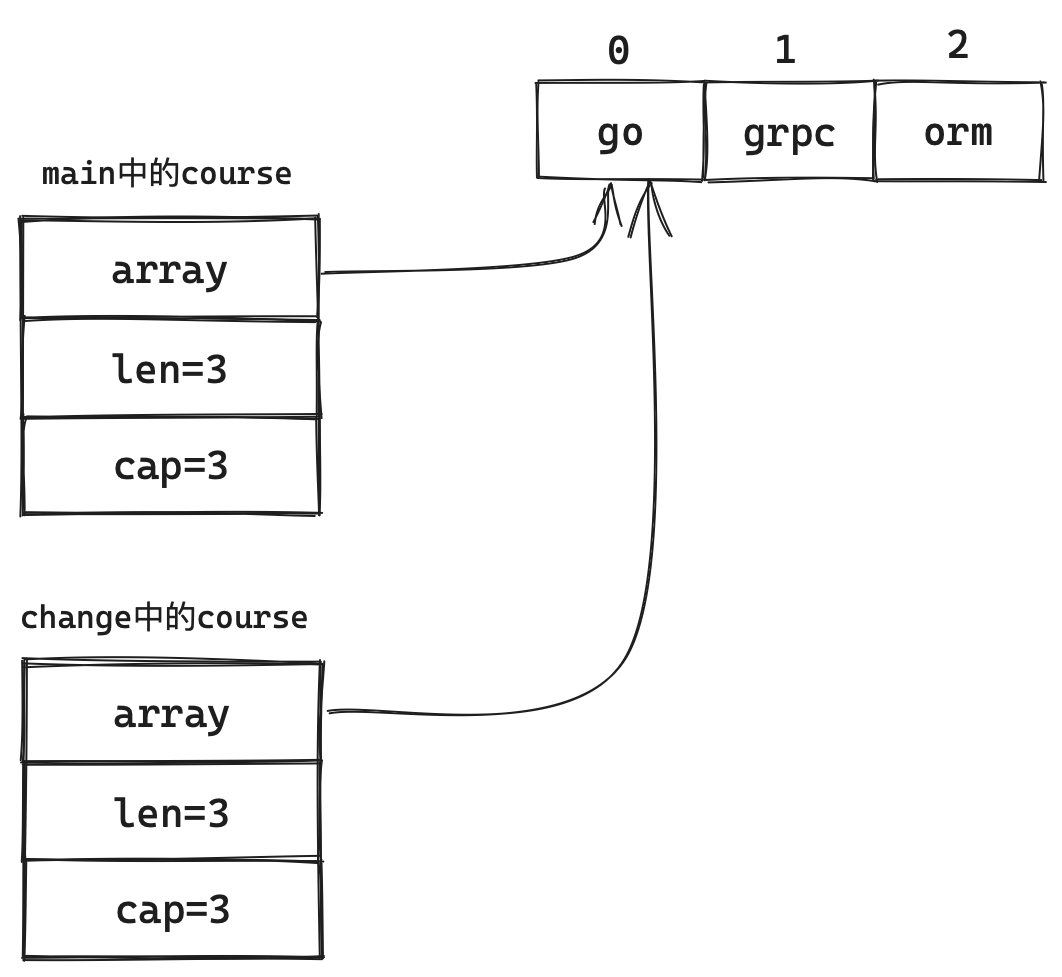 0 1 2
go grpc orm
main中的course
array
len=3
cap=3
change中的course
array
len=3
cap=3